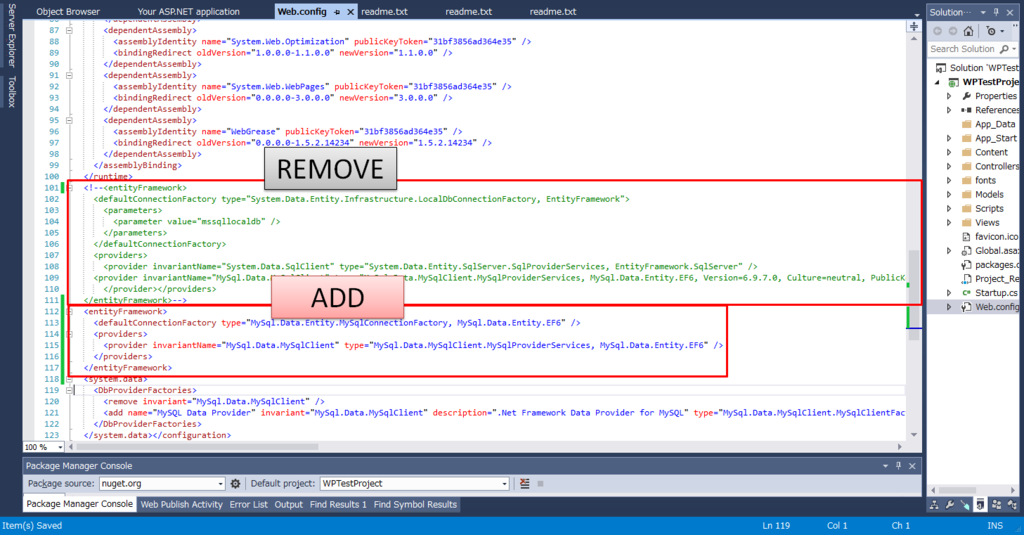 Object Browser
Your ASP.NET application
Web.config
readme.txt
readme.txt
readme.txt
Server Explorer
Toolbox
87 <dependentAssembly>
88 <assemblyIdentity name="System.Web.Optimization" publicKeyToken="31bf3856ad364e35" />
89 <bindingRedirect oldVersion="1.0.0.0-1.1.0.0" newVersion="1.1.0.0" />
90 </dependentAssembly>
91 <dependentAssembly>
92 <assemblyIdentity name="System.Web.WebPages" publicKeyToken="31bf3856ad364e35" />
93 <bindingRedirect oldVersion="0.0.0.0-3.0.0.0" newVersion="3.0.0.0" />
94 </dependentAssembly>
95 <dependentAssembly>
96 <assemblyIdentity name="WebGrease" publicKeyToken="31bf3856ad364e35" />
97 <bindingRedirect oldVersion="0.0.0.0-1.5.2.14234" newVersion="1.5.2.14234" />
98 </dependentAssembly>
99 </assemblyBinding>
100 </runtime>
REMOVE
101 <!--<entityFramework>
102 <defaultConnectionFactory type="System.Data.Entity.Infrastructure.LocalDbConnectionFactory, EntityFramework">
103 <parameters>
104 <parameter value="mssqllocaldb" />
105 </parameters>
106 </defaultConnectionFactory>
107 <providers>
108 <provider invariantName="System.Data.SqlClient" type="System.Data.Entity.SqlServer.SqlProviderServices, EntityFramework.SqlServer" />
109 <provider invariantName="MySql.Data.MySqlClient" type="MySql.Data.MySqlClient.MySqlProviderServices, MySql.Data.Entity.EF6, Version=6.9.7.0, Culture=neutral, PublicK
110 </provider></providers>
111 </entityFramework>-->
ADD
112 <entityFramework>
113 <defaultConnectionFactory type="MySql.Data.Entity.MySqlConnectionFactory, MySql.Data.Entity.EF6" />
114 <providers>
115 <provider invariantName="MySql.Data.MySqlClient" type="MySql.Data.MySqlClient.MySqlProviderServices, MySql.Data.Entity.EF6" />
116 </providers>
117 </entityFramework>
118 <system.data>
119 <DbProviderFactories>
120 <remove invariant="MySql.Data.MySqlClient" />
121 <add name="MySQL Data Provider" invariant="MySql.Data.MySqlClient" description=".Net Framework Data Provider for MySQL" type="MySql.Data.MySqlClient.MySqlClientFac
122 </DbProviderFactories>
123 </system.data></configuration>
100 %
Solution...
Search Solution
Solution 'WPTest
WPTestProje
Properties
References
App_Data
App_Start
Content
Controllers
fonts
Models
Scripts
Views
favicon.ico
Global.asa
packages.c
Project_Re
Startup.cs
Web.config
Package Manager Console
Package source: nuget.org
Default project: WPTestProject
Package Manager Console
Web Publish Activity
Error List
Output
Find Results 1
Find Symbol Results
Item(s) Saved
Ln 119
Col 1
Ch 1
INS